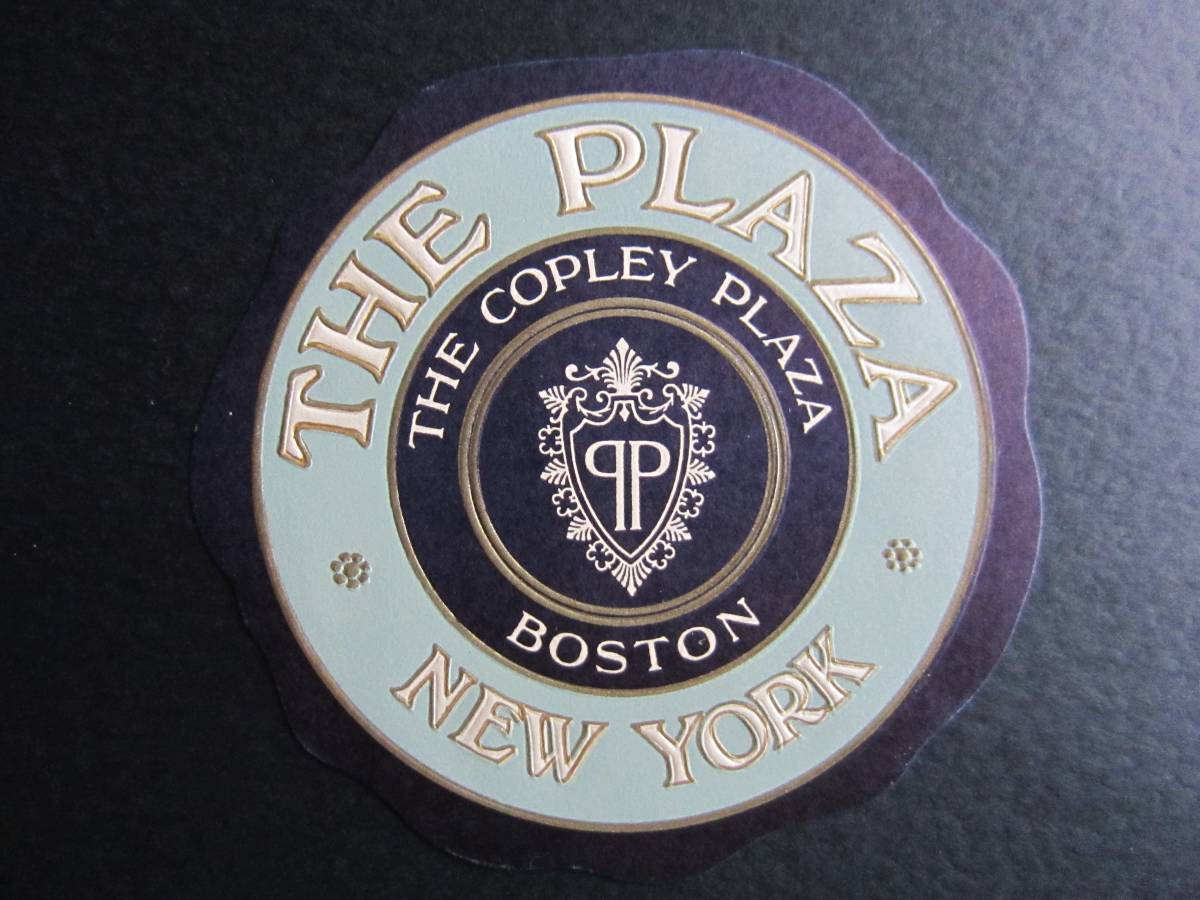 THE PLAZA
THE COPLEY PLAZA
PP
BOSTON
NEW YORK